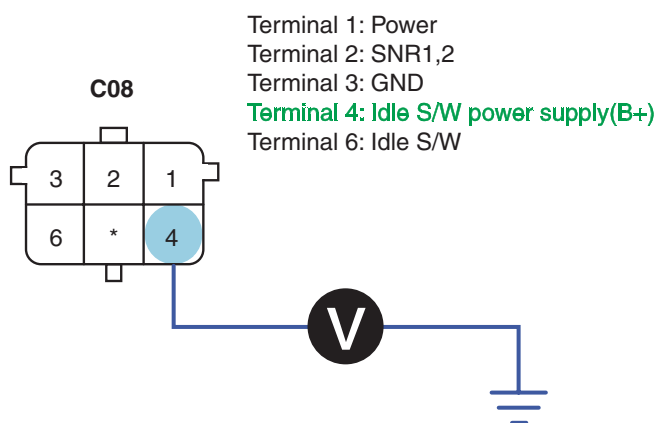 Terminal 1: Power
Terminal 2: SNR1,2
Terminal 3: GND
Terminal 4: Idle S/W power supply(B+)
Terminal 6: Idle S/W
C08
3 2 1
6 * 4
V